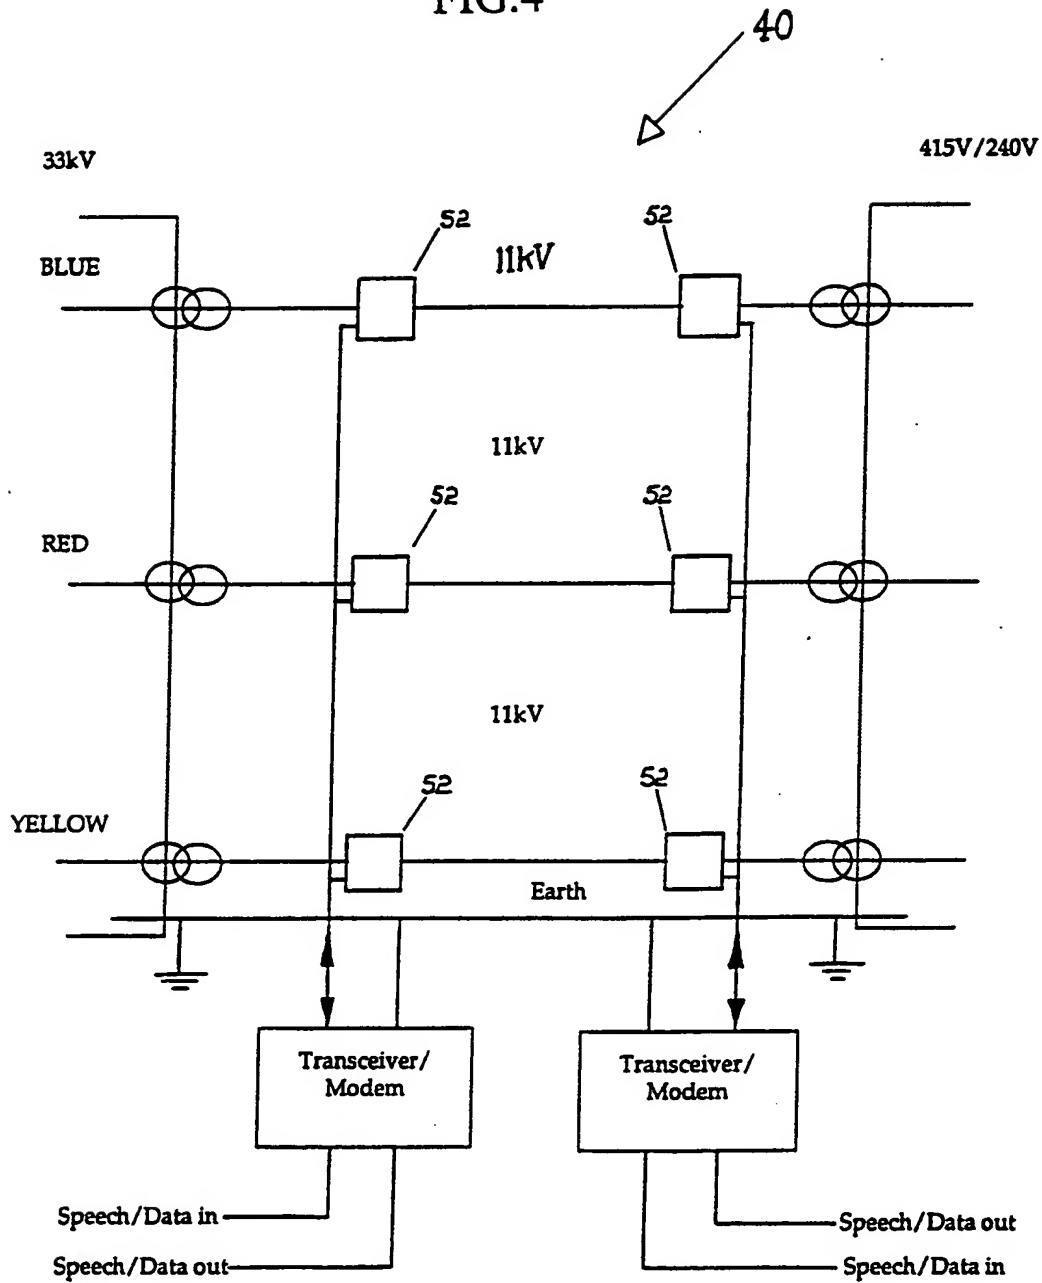 FIG.4
40
33kV
415V/240V
52
52
11kV
BLUE
11kV
52
52
RED
11kV
52
52
YELLOW
Earth
Transceiver/
Modem
Transceiver/
Modem
Speech/Data in
Speech/Data out
Speech/Data out
Speech/Data in